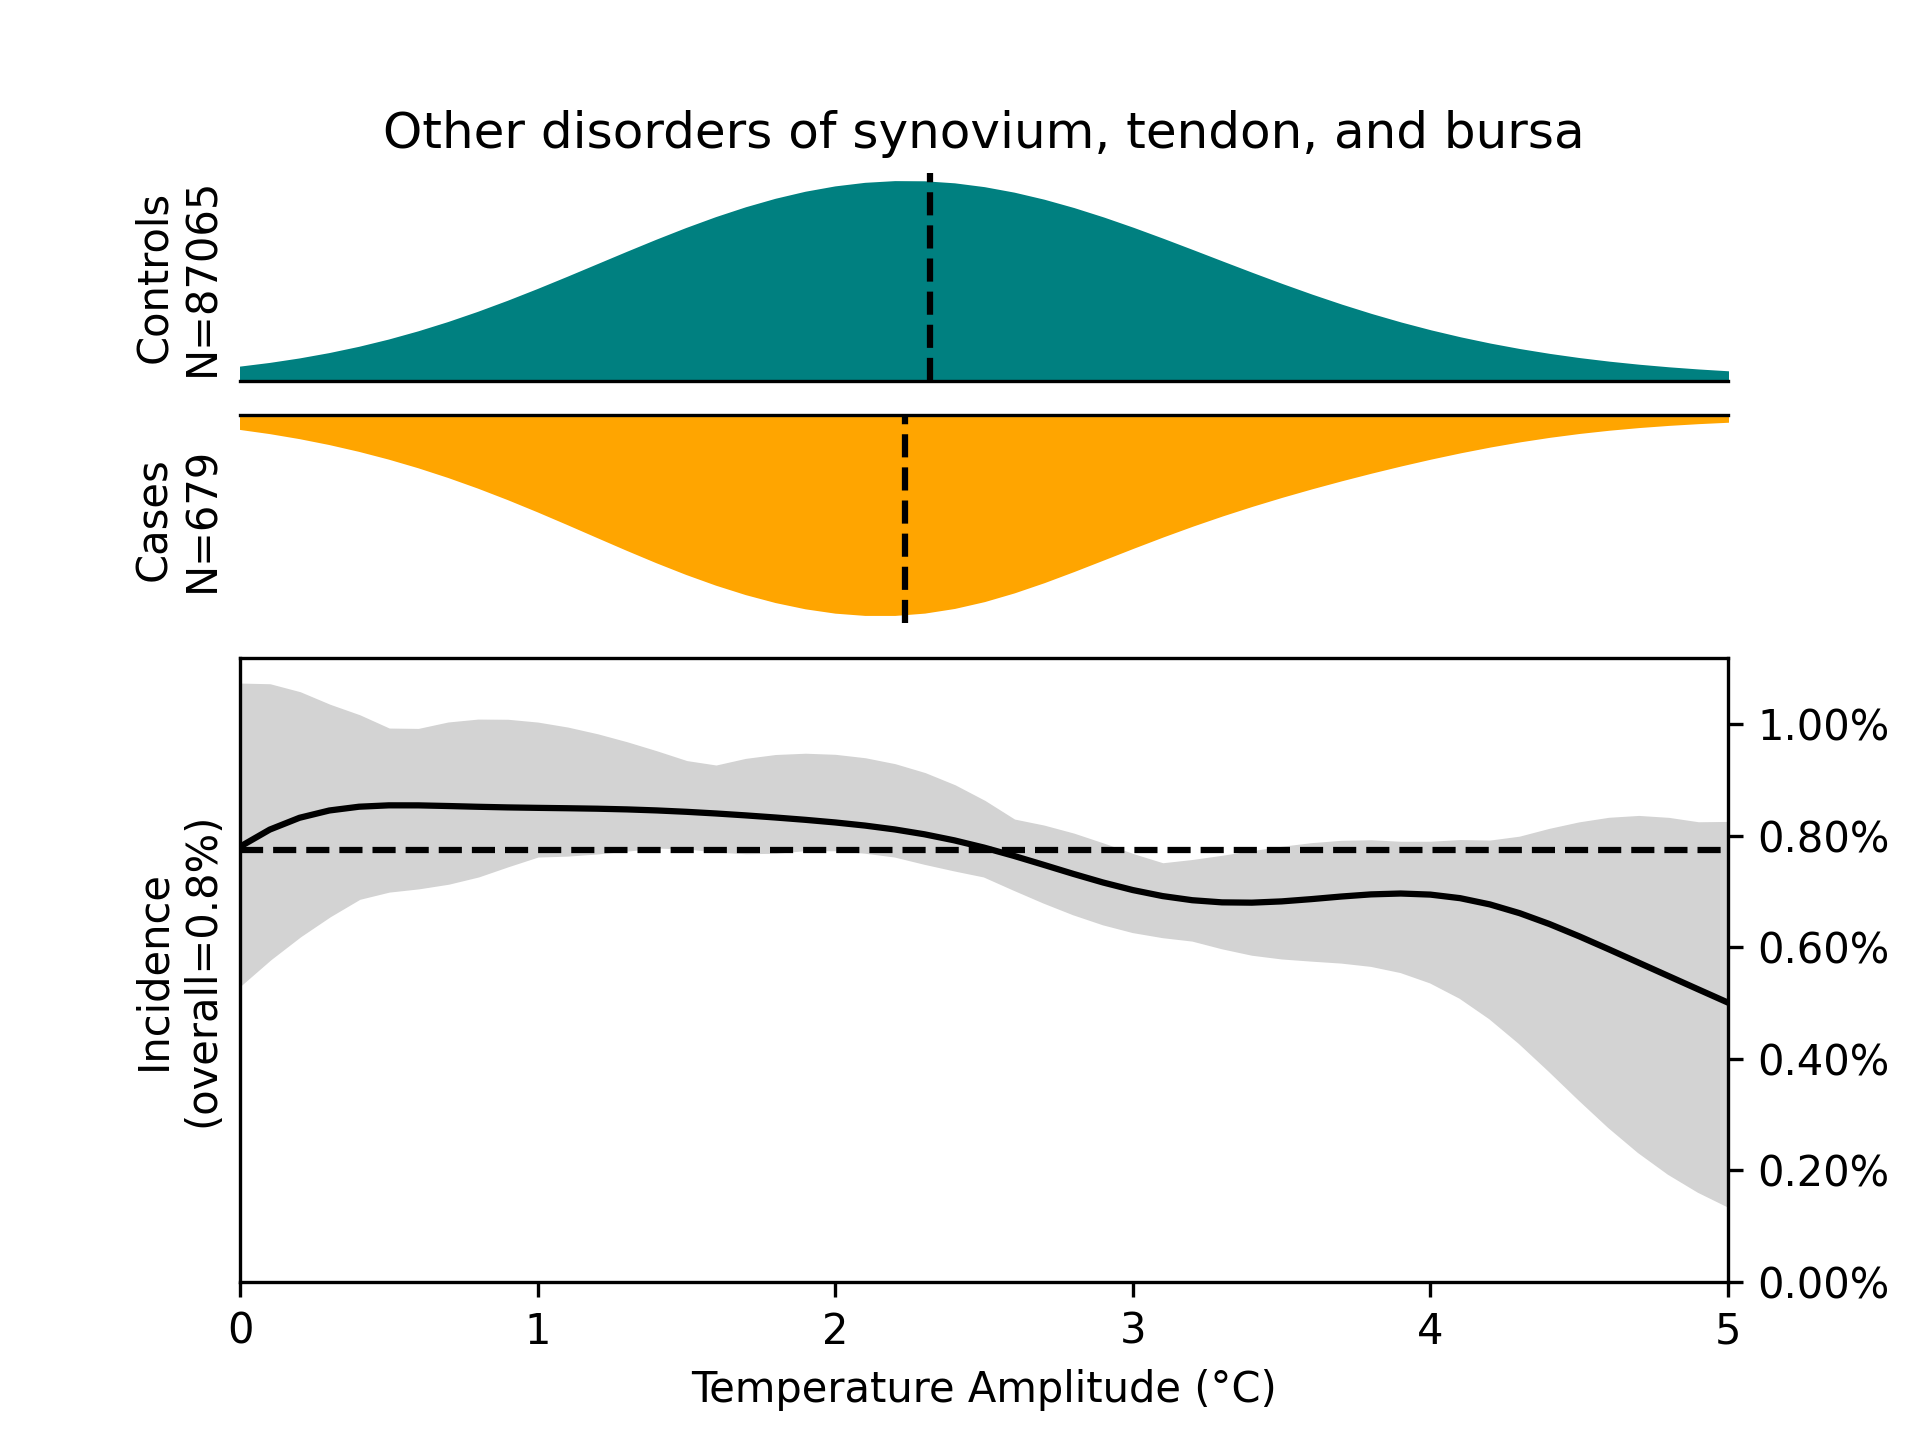 Other disorders of synovium, tendon, and bursa
Controls
N=87065
Cases
N=679
Incidence
(overall=0.8%)
1.00%
0.80%
0.60%
0.40%
0.20%
0.00%
0 1 2 3 4 5
Temperature Amplitude (°C)